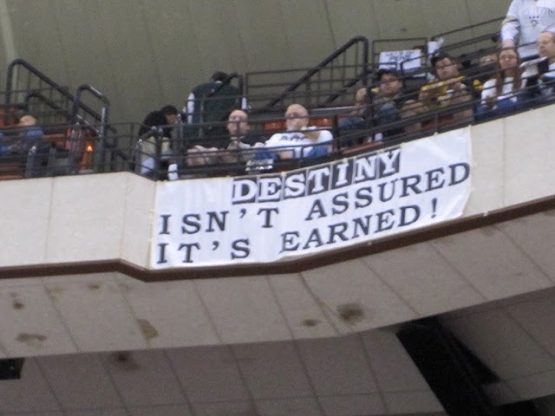 DESTINY
ISN'T ASSURED
IT'S EARNED!